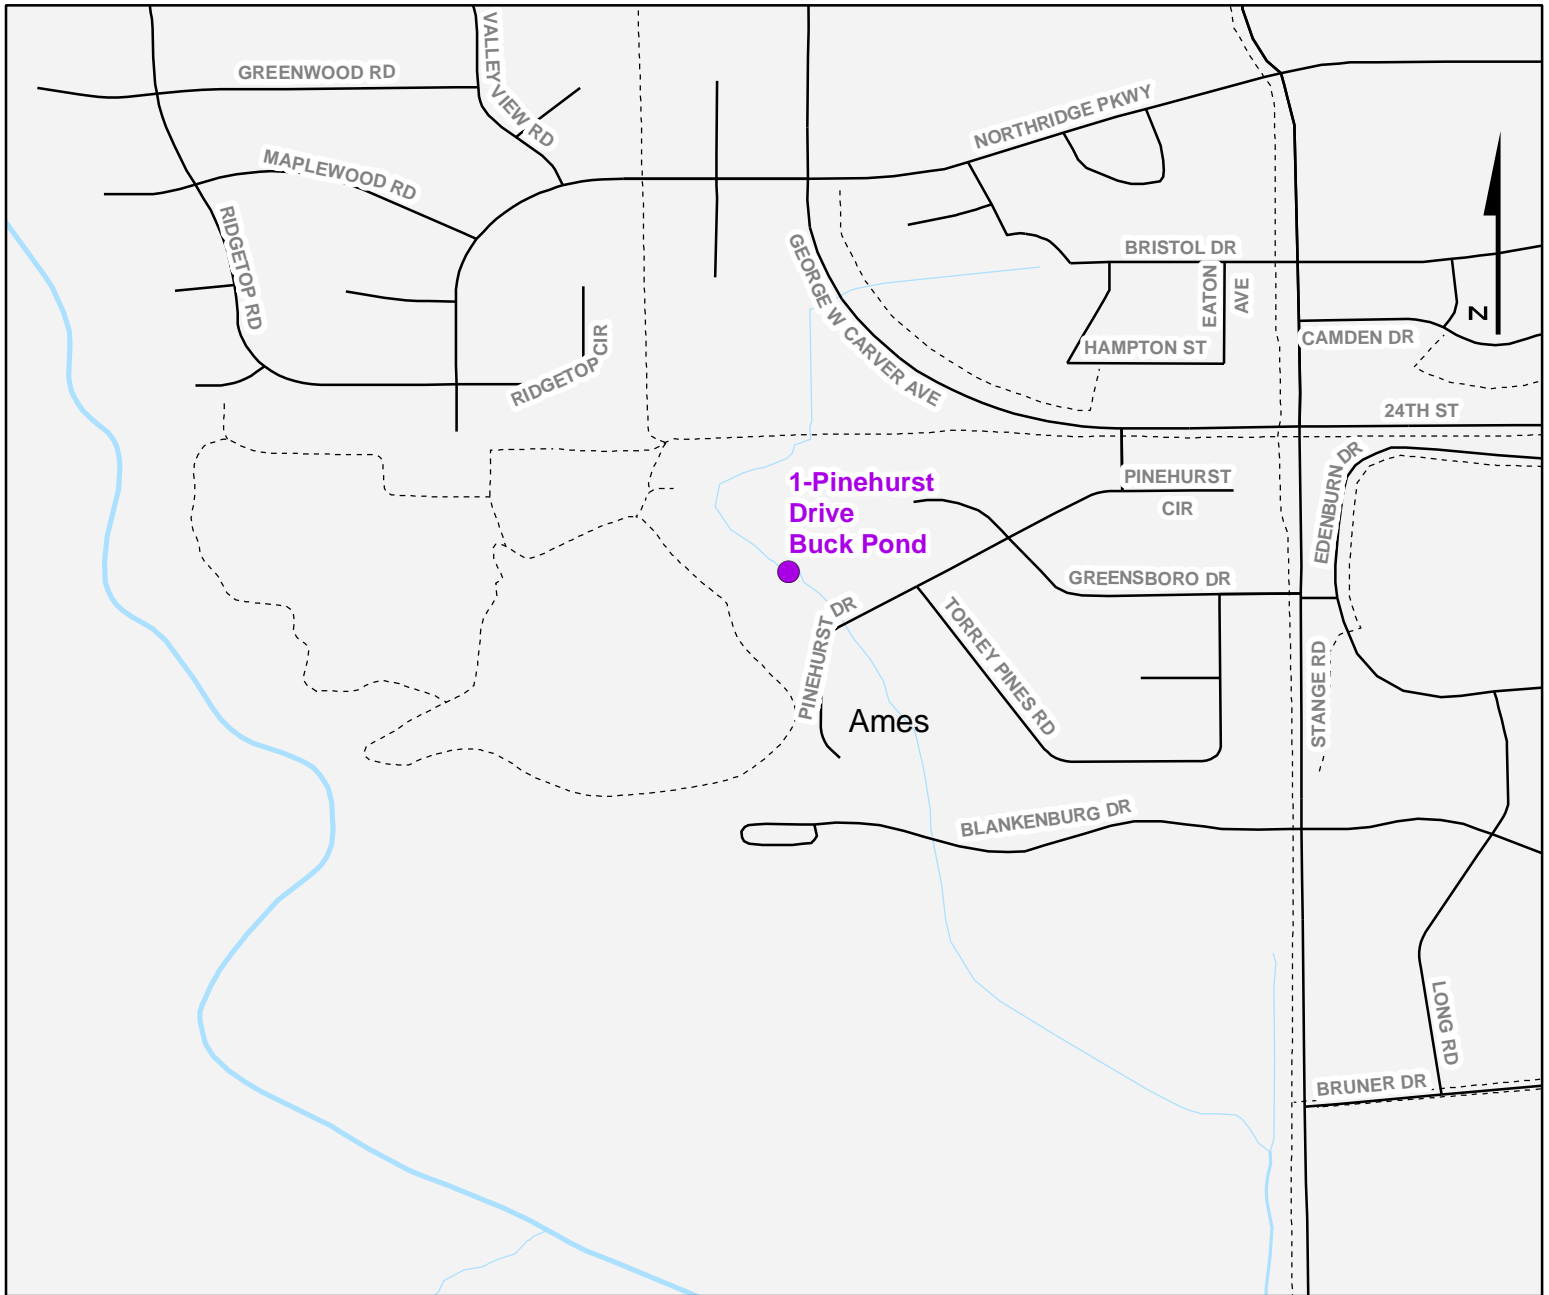 GREENWOOD RD
VALLEY VIEW RD
NORTHRIDGE PKWY
MAPLEWOOD RD
RIDGETOP RD
GEORGE W CARVER AVE
BRISTOL DR
EATON
AVE
N
HAMPTON ST
CAMDEN DR
RIDGETOP CIR
24TH ST
1-Pinehurst
Drive
Buck Pond
PINEHURST
CIR
EDENBURN DR
GREENSBORO DR
PINEHURST DR
TORREY PINES RD
STANGE RD
Ames
BLANKENBURG DR
LONG RD
BRUNER DR